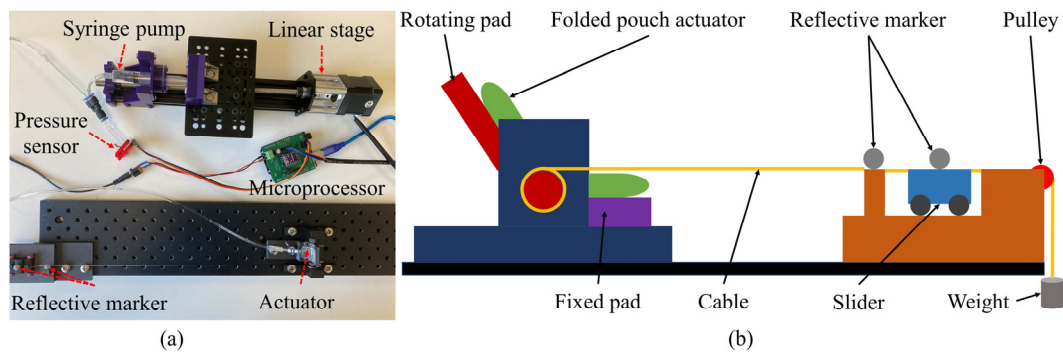 Syringe pump
Linear stage
Pressure
sensor
Microprocessor
Reflective marker
Actuator
(a)
Rotating pad
Folded pouch actuator
Reflective marker
Pulley
Fixed pad
Cable
Slider
Weight
(b)